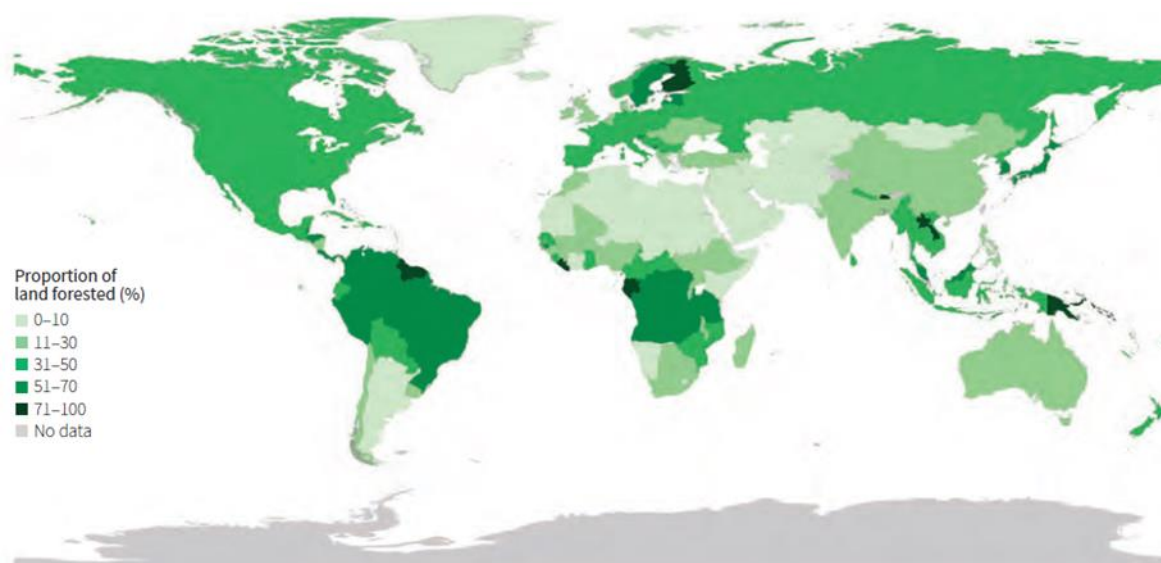 Proportion of
land forested (%)
0–10
11–30
31–50
51–70
71–100
No data